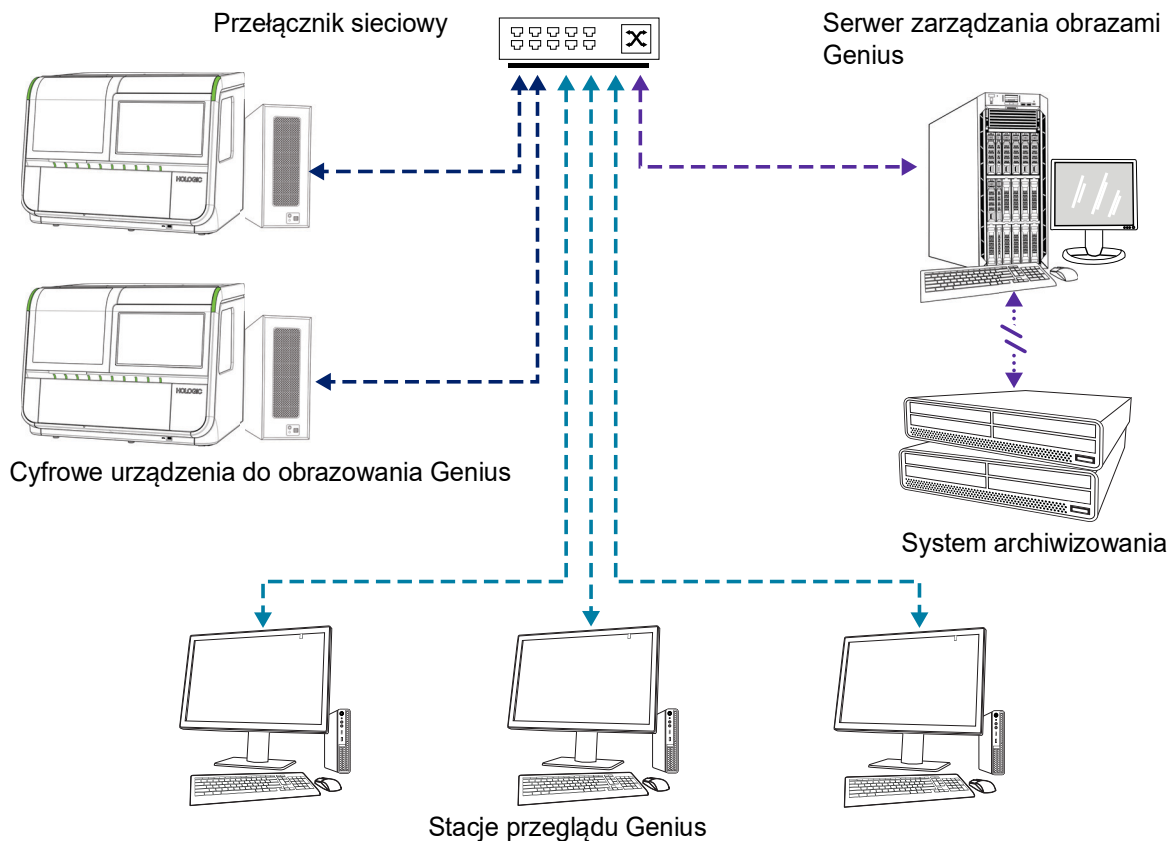 Przełącznik sieciowy
Serwer zarządzania obrazami
Genius
HOLOGIC
HOLOGIC
Cyfrowe urządzenia do obrazowania Genius
System archiwizowania
Stacje przeglądu Genius